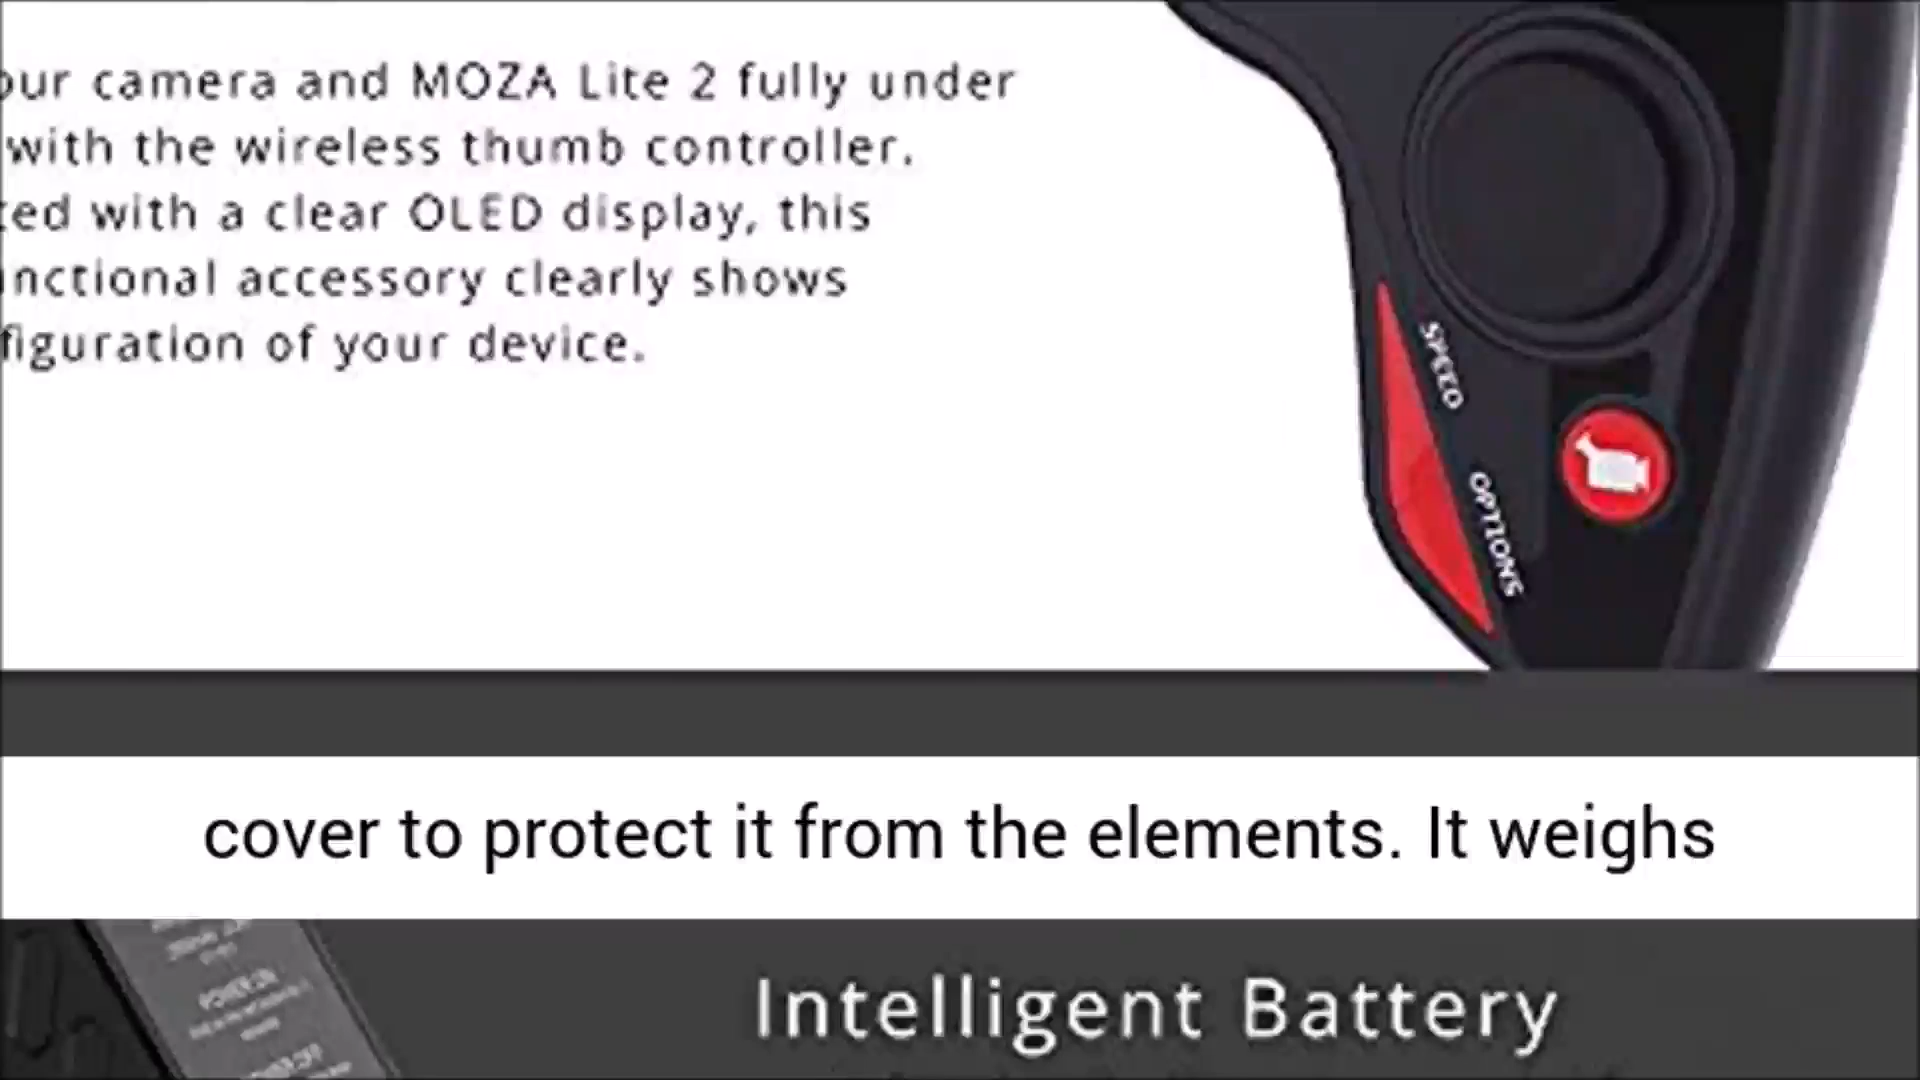 our camera and MOZA Lite 2 fully under
with the wireless thumb controller.
ted with a clear OLED display, this
nctional accessory clearly shows
figuration of your device.
SPEED
OPTIONS
cover to protect it from the elements. It weighs
Intelligent Battery